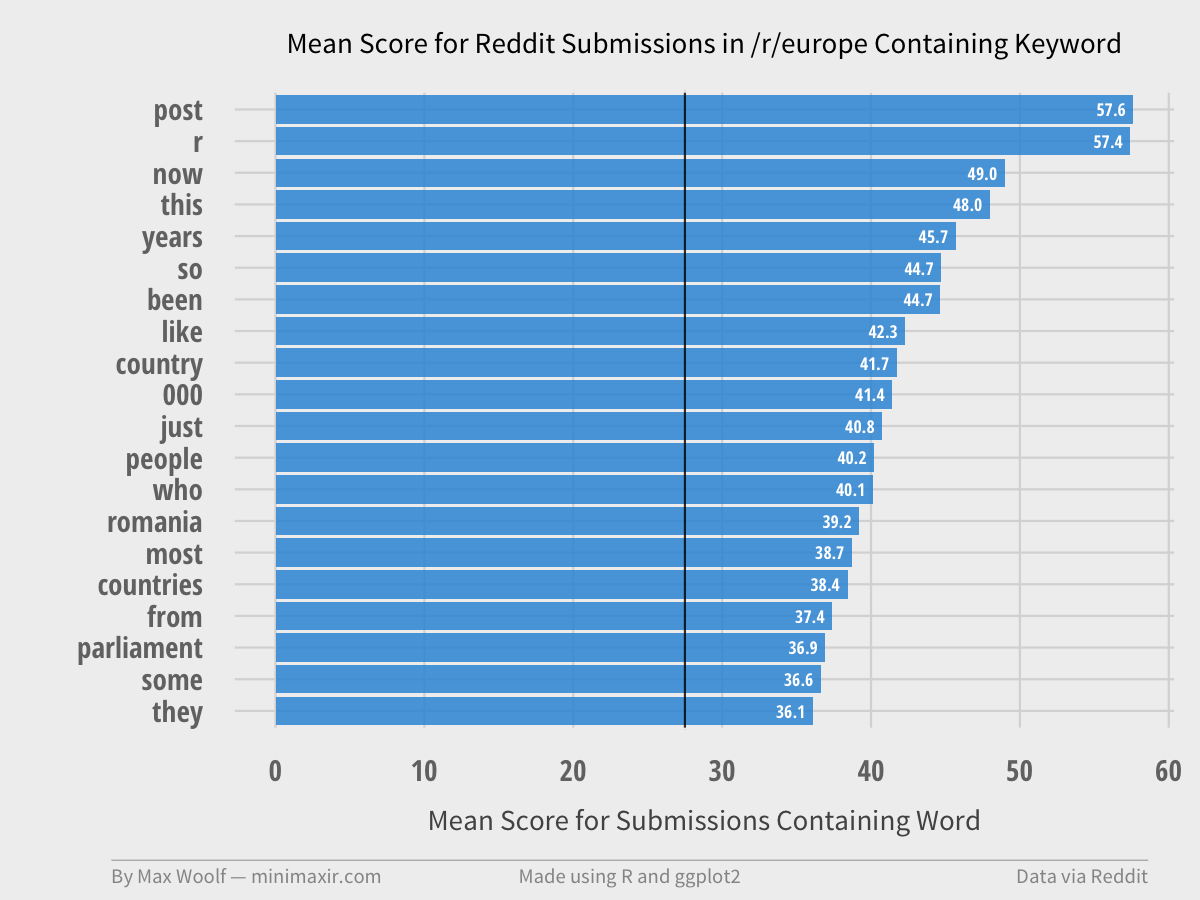 Mean Score for Reddit Submissions in /r/europe Containing Keyword
post 57.6
r 57.4
now 49.0
this 48.0
years 45.7
so 44.7
been 44.7
like 42.3
country 41.7
000 41.4
just 40.8
people 40.2
who 40.1
romania 39.2
most 38.7
countries 38.4
from 37.4
parliament 36.9
some 36.6
they 36.1
0 10 20 30 40 50 60
Mean Score for Submissions Containing Word
By Max Woolf — minimaxir.com Made using R and ggplot2 Data via Reddit